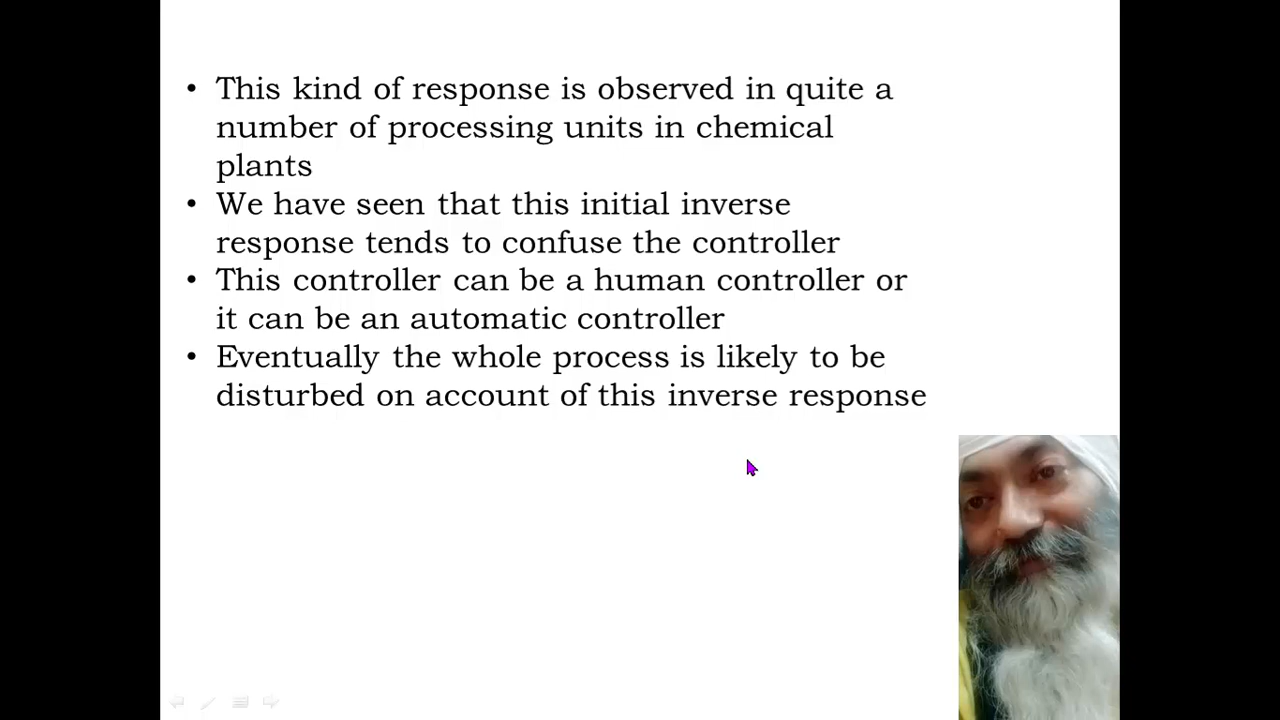 • This kind of response is observed in quite a
number of processing units in chemical
plants
• We have seen that this initial inverse
response tends to confuse the controller
• This controller can be a human controller or
it can be an automatic controller
• Eventually the whole process is likely to be
disturbed on account of this inverse response